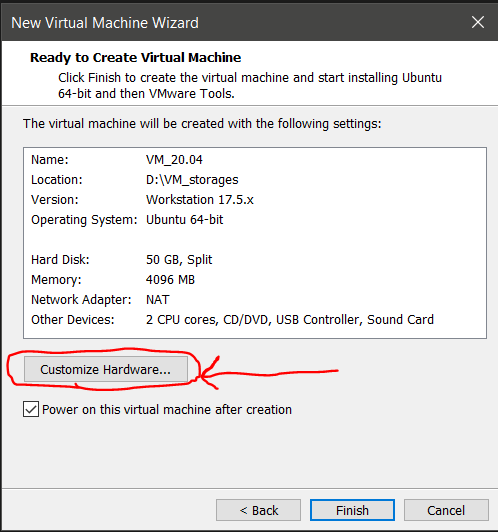 New Virtual Machine Wizard
Ready to Create Virtual Machine
Click Finish to create the virtual machine and start installing Ubuntu
64-bit and then VMware Tools.
The virtual machine will be created with the following settings:
Name: VM_20.04
Location: D:\VM_storages
Version: Workstation 17.5.x
Operating System: Ubuntu 64-bit
Hard Disk: 50 GB, Split
Memory: 4096 MB
Network Adapter: NAT
Other Devices: 2 CPU cores, CD/DVD, USB Controller, Sound Card
Customize Hardware...
Power on this virtual machine after creation
< Back Finish Cancel